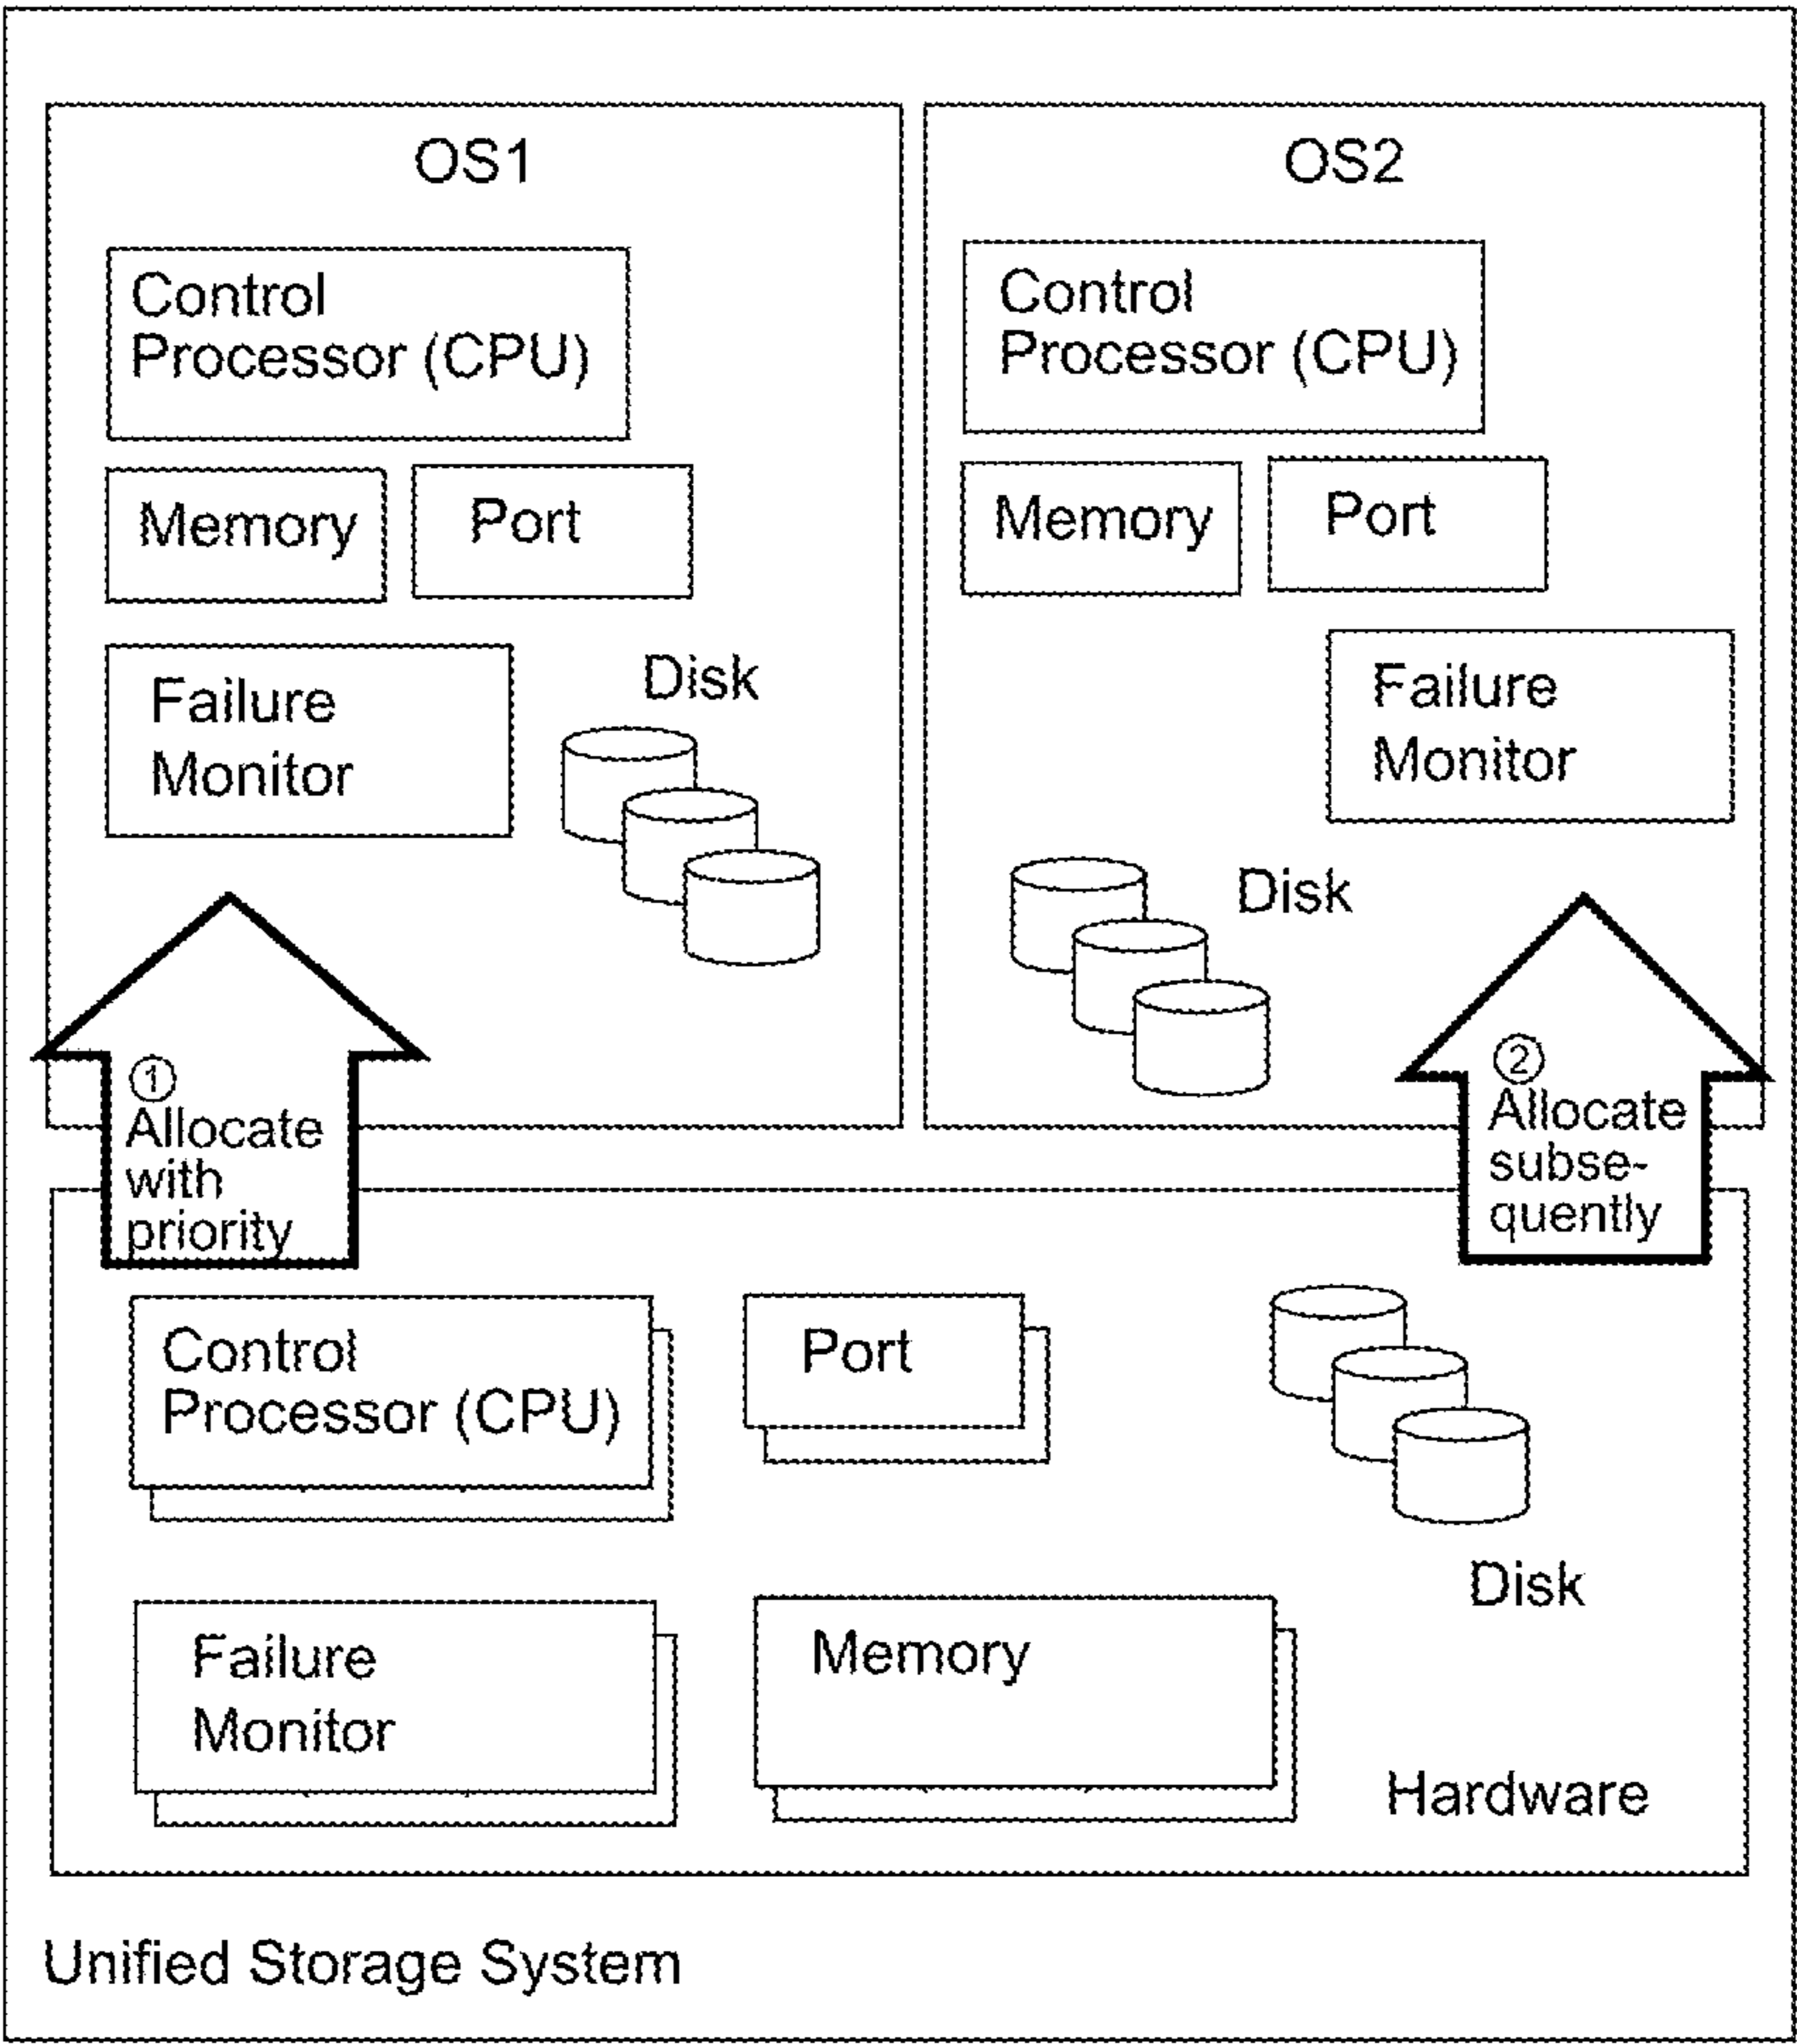 OS1
Control
Processor (CPU)
Memory
Port
Failure
Monitor
Disk
①
Allocate
with
priority
OS2
Control
Processor (CPU)
Memory
Port
Failure
Monitor
Disk
②
Allocate
subse-
quently
Control
Processor (CPU)
Port
Disk
Failure
Monitor
Memory
Hardware
Unified Storage System